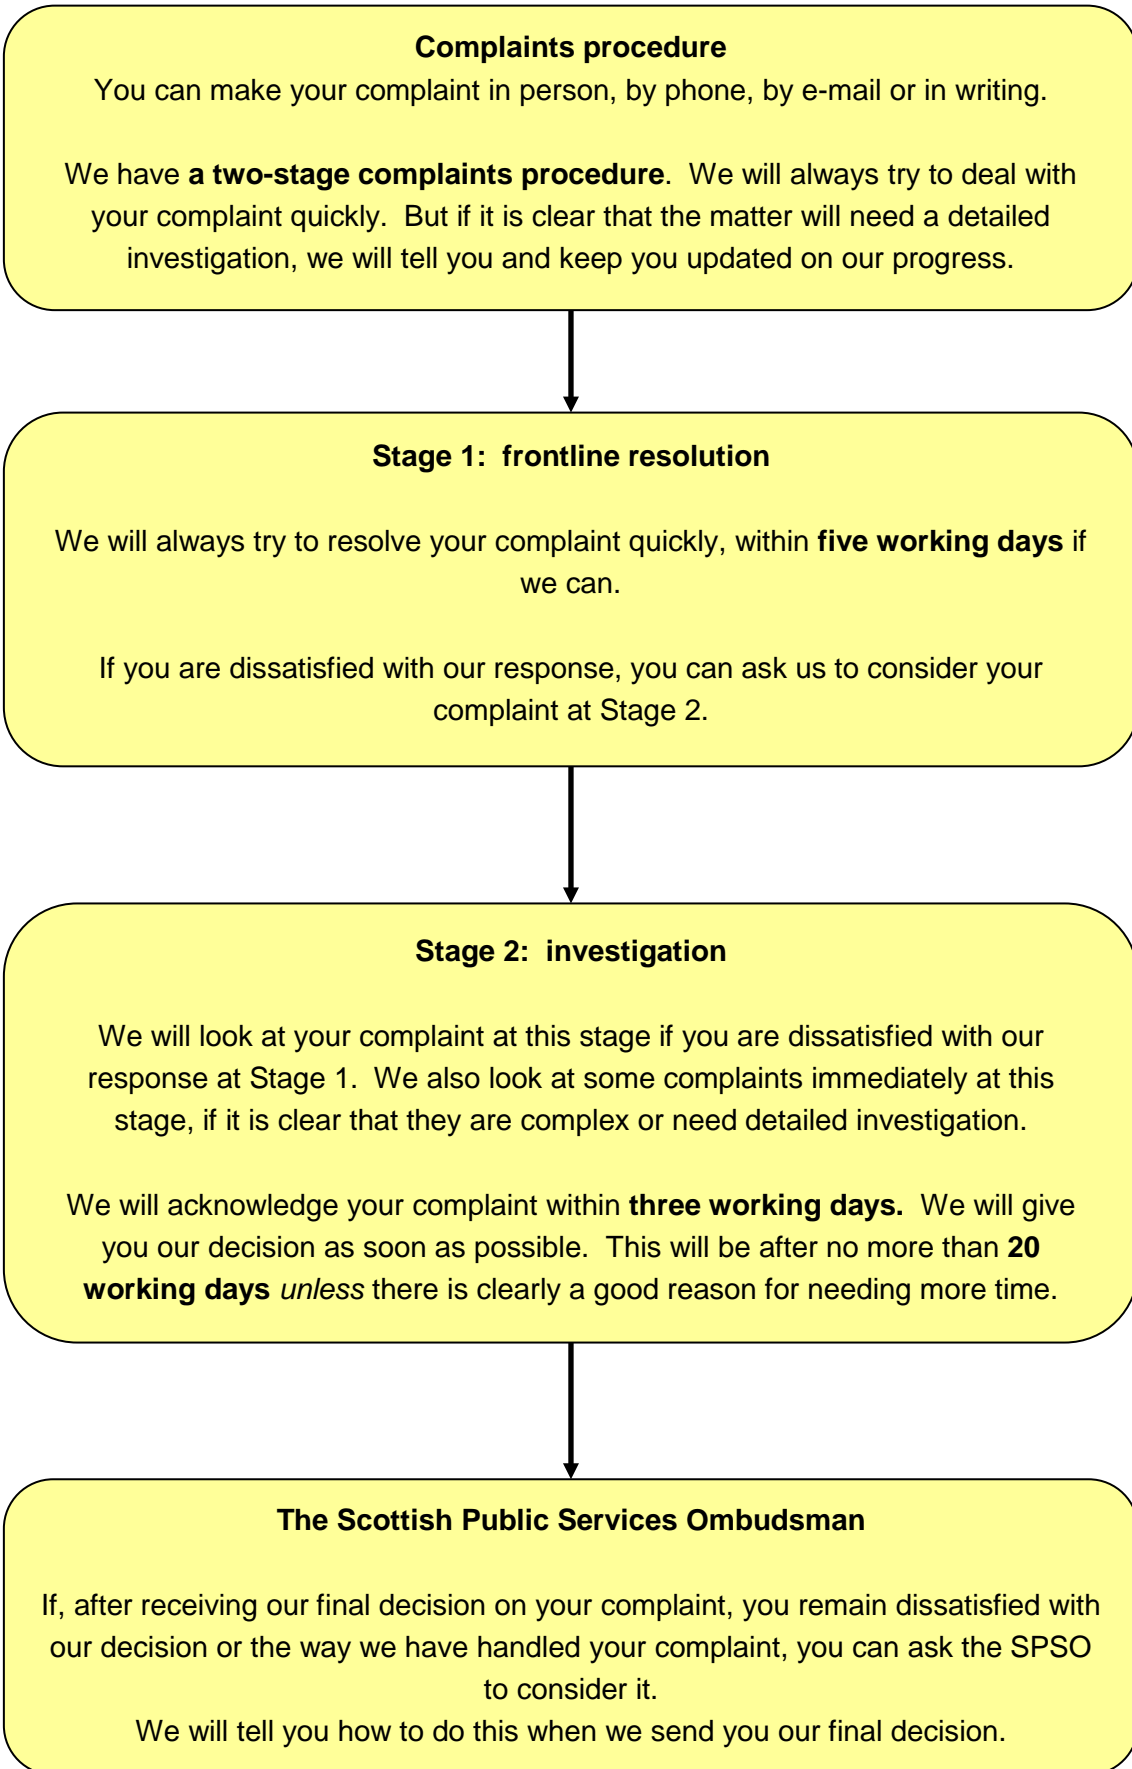 Complaints procedure
You can make your complaint in person, by phone, by e-mail or in writing.
We have a two-stage complaints procedure.  We will always try to deal with
your complaint quickly.  But if it is clear that the matter will need a detailed
investigation, we will tell you and keep you updated on our progress.
Stage 1:  frontline resolution
We will always try to resolve your complaint quickly, within five working days if
we can.
If you are dissatisfied with our response, you can ask us to consider your
complaint at Stage 2.
Stage 2:  investigation
We will look at your complaint at this stage if you are dissatisfied with our
response at Stage 1.  We also look at some complaints immediately at this
stage, if it is clear that they are complex or need detailed investigation.
We will acknowledge your complaint within three working days.  We will give
you our decision as soon as possible.  This will be after no more than 20
working days unless there is clearly a good reason for needing more time.
The Scottish Public Services Ombudsman
If, after receiving our final decision on your complaint, you remain dissatisfied with
our decision or the way we have handled your complaint, you can ask the SPSO
to consider it.
We will tell you how to do this when we send you our final decision.